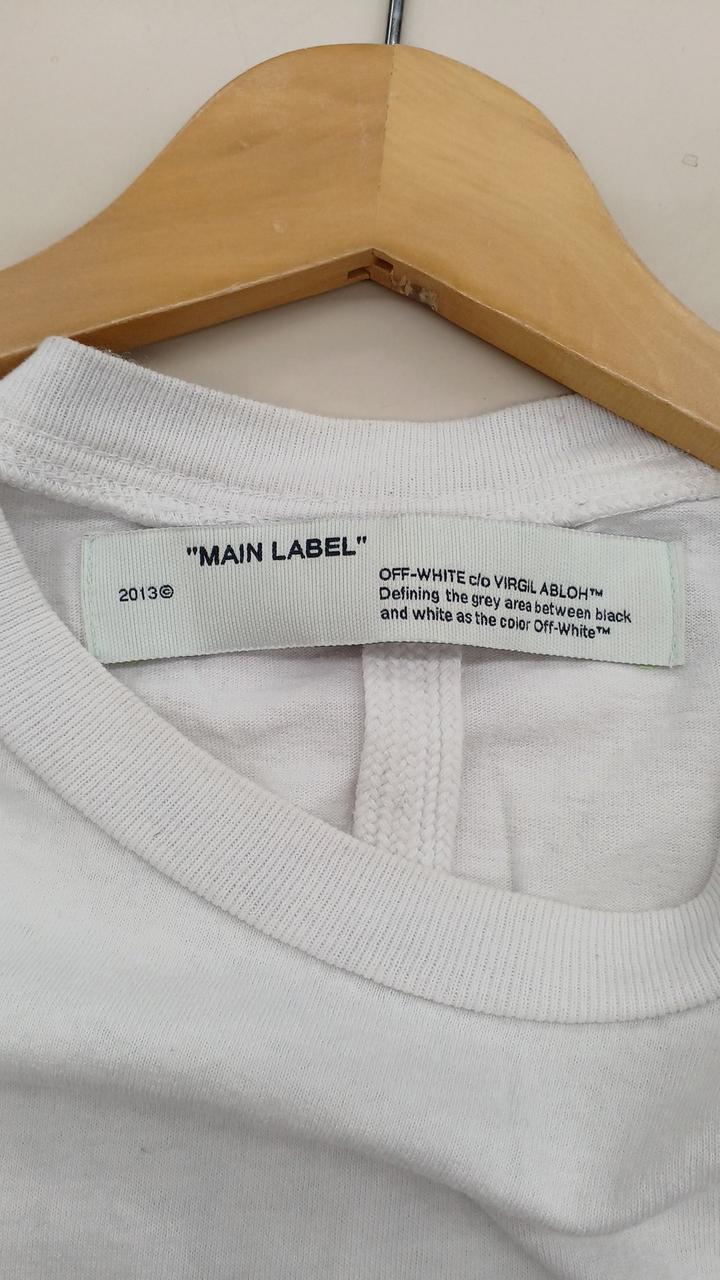 "MAIN LABEL"
2013©
OFF-WHITE c/o VIRGIL ABLOH™
Defining the grey area between black
and white as the color Off-White™